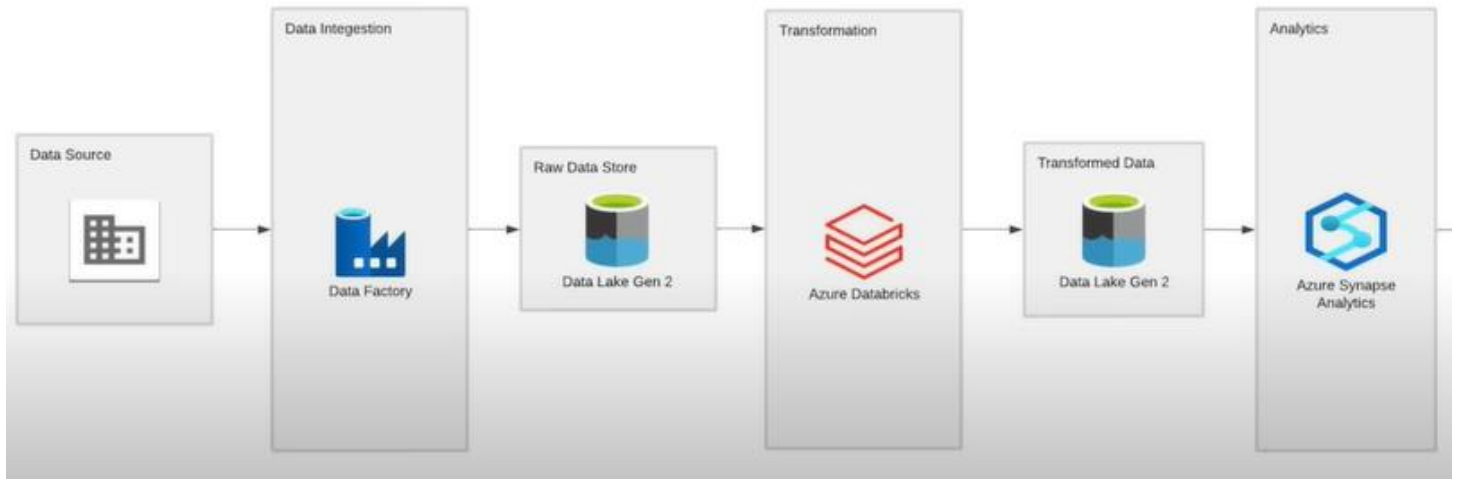 Data Source
Data Integestion
Data Factory
Raw Data Store
Data Lake Gen 2
Transformation
Azure Databricks
Transformed Data
Data Lake Gen 2
Analytics
Azure Synapse
Analytics